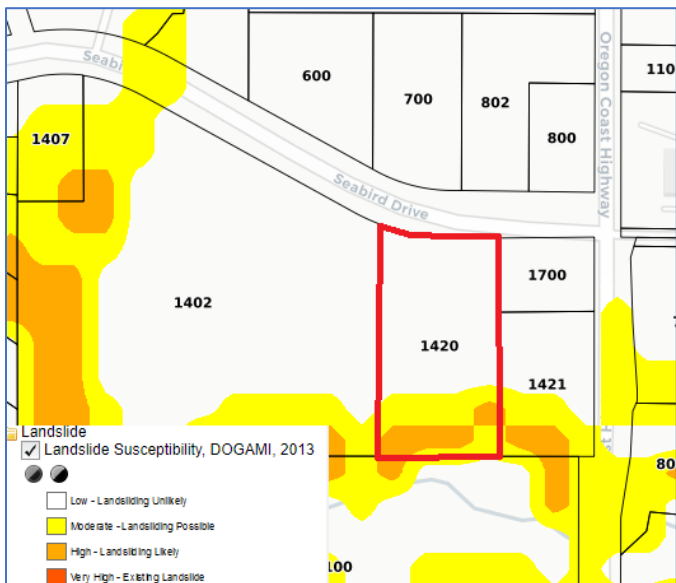 Seabi
600
700
802
800
110
Oregon Coast Highway
1407
Seabird Drive
1402
1420
1700
1421
80
100
Landslide
Landslide Susceptibility, DOGAMI, 2013
Low - Landsliding Unlikely
Moderate - Landsliding Possible
High - Landsliding Likely
Very High - Existing Landslide